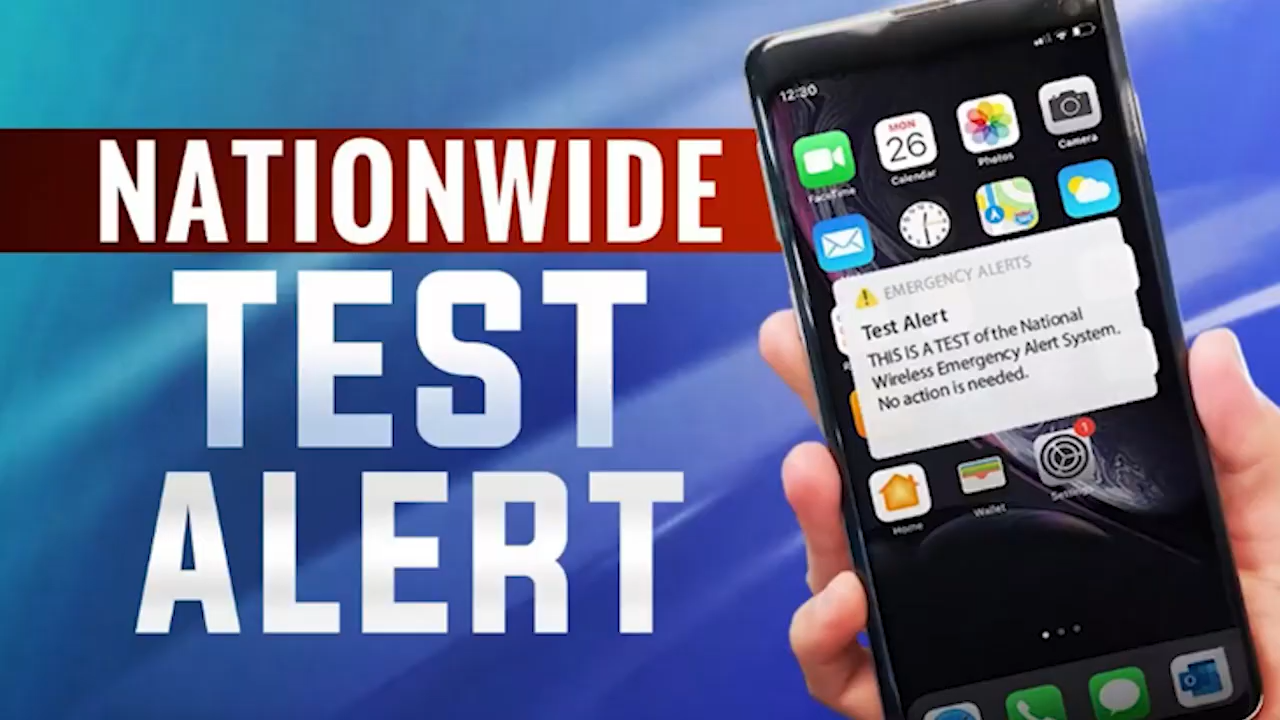 NATIONWIDE
TEST
ALERT
12:30
FaceTime
MON
26
Calendar
Photos
Camera
EMERGENCY ALERTS
Test Alert
THIS IS A TEST of the National
Wireless Emergency Alert System.
No action is needed.
Home
Wallet
Settings
1